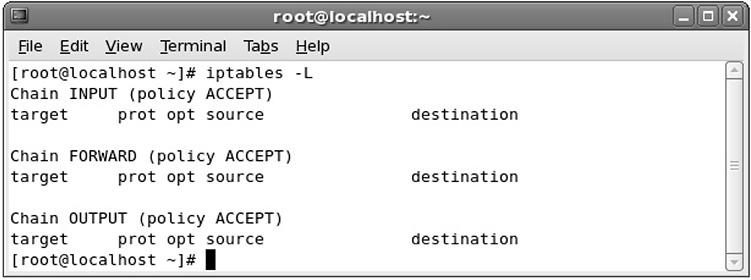 root@localhost:~
File Edit View Terminal Tabs Help
[root@localhost ~]# iptables -L
Chain INPUT (policy ACCEPT)
target     prot opt source               destination

Chain FORWARD (policy ACCEPT)
target     prot opt source               destination

Chain OUTPUT (policy ACCEPT)
target     prot opt source               destination
[root@localhost ~]#